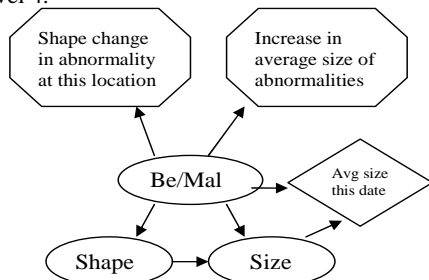 Shape change
in abnormality
at this location
Increase in
average size of
abnormalities
Be/Mal
Avg size
this date
Shape
Size